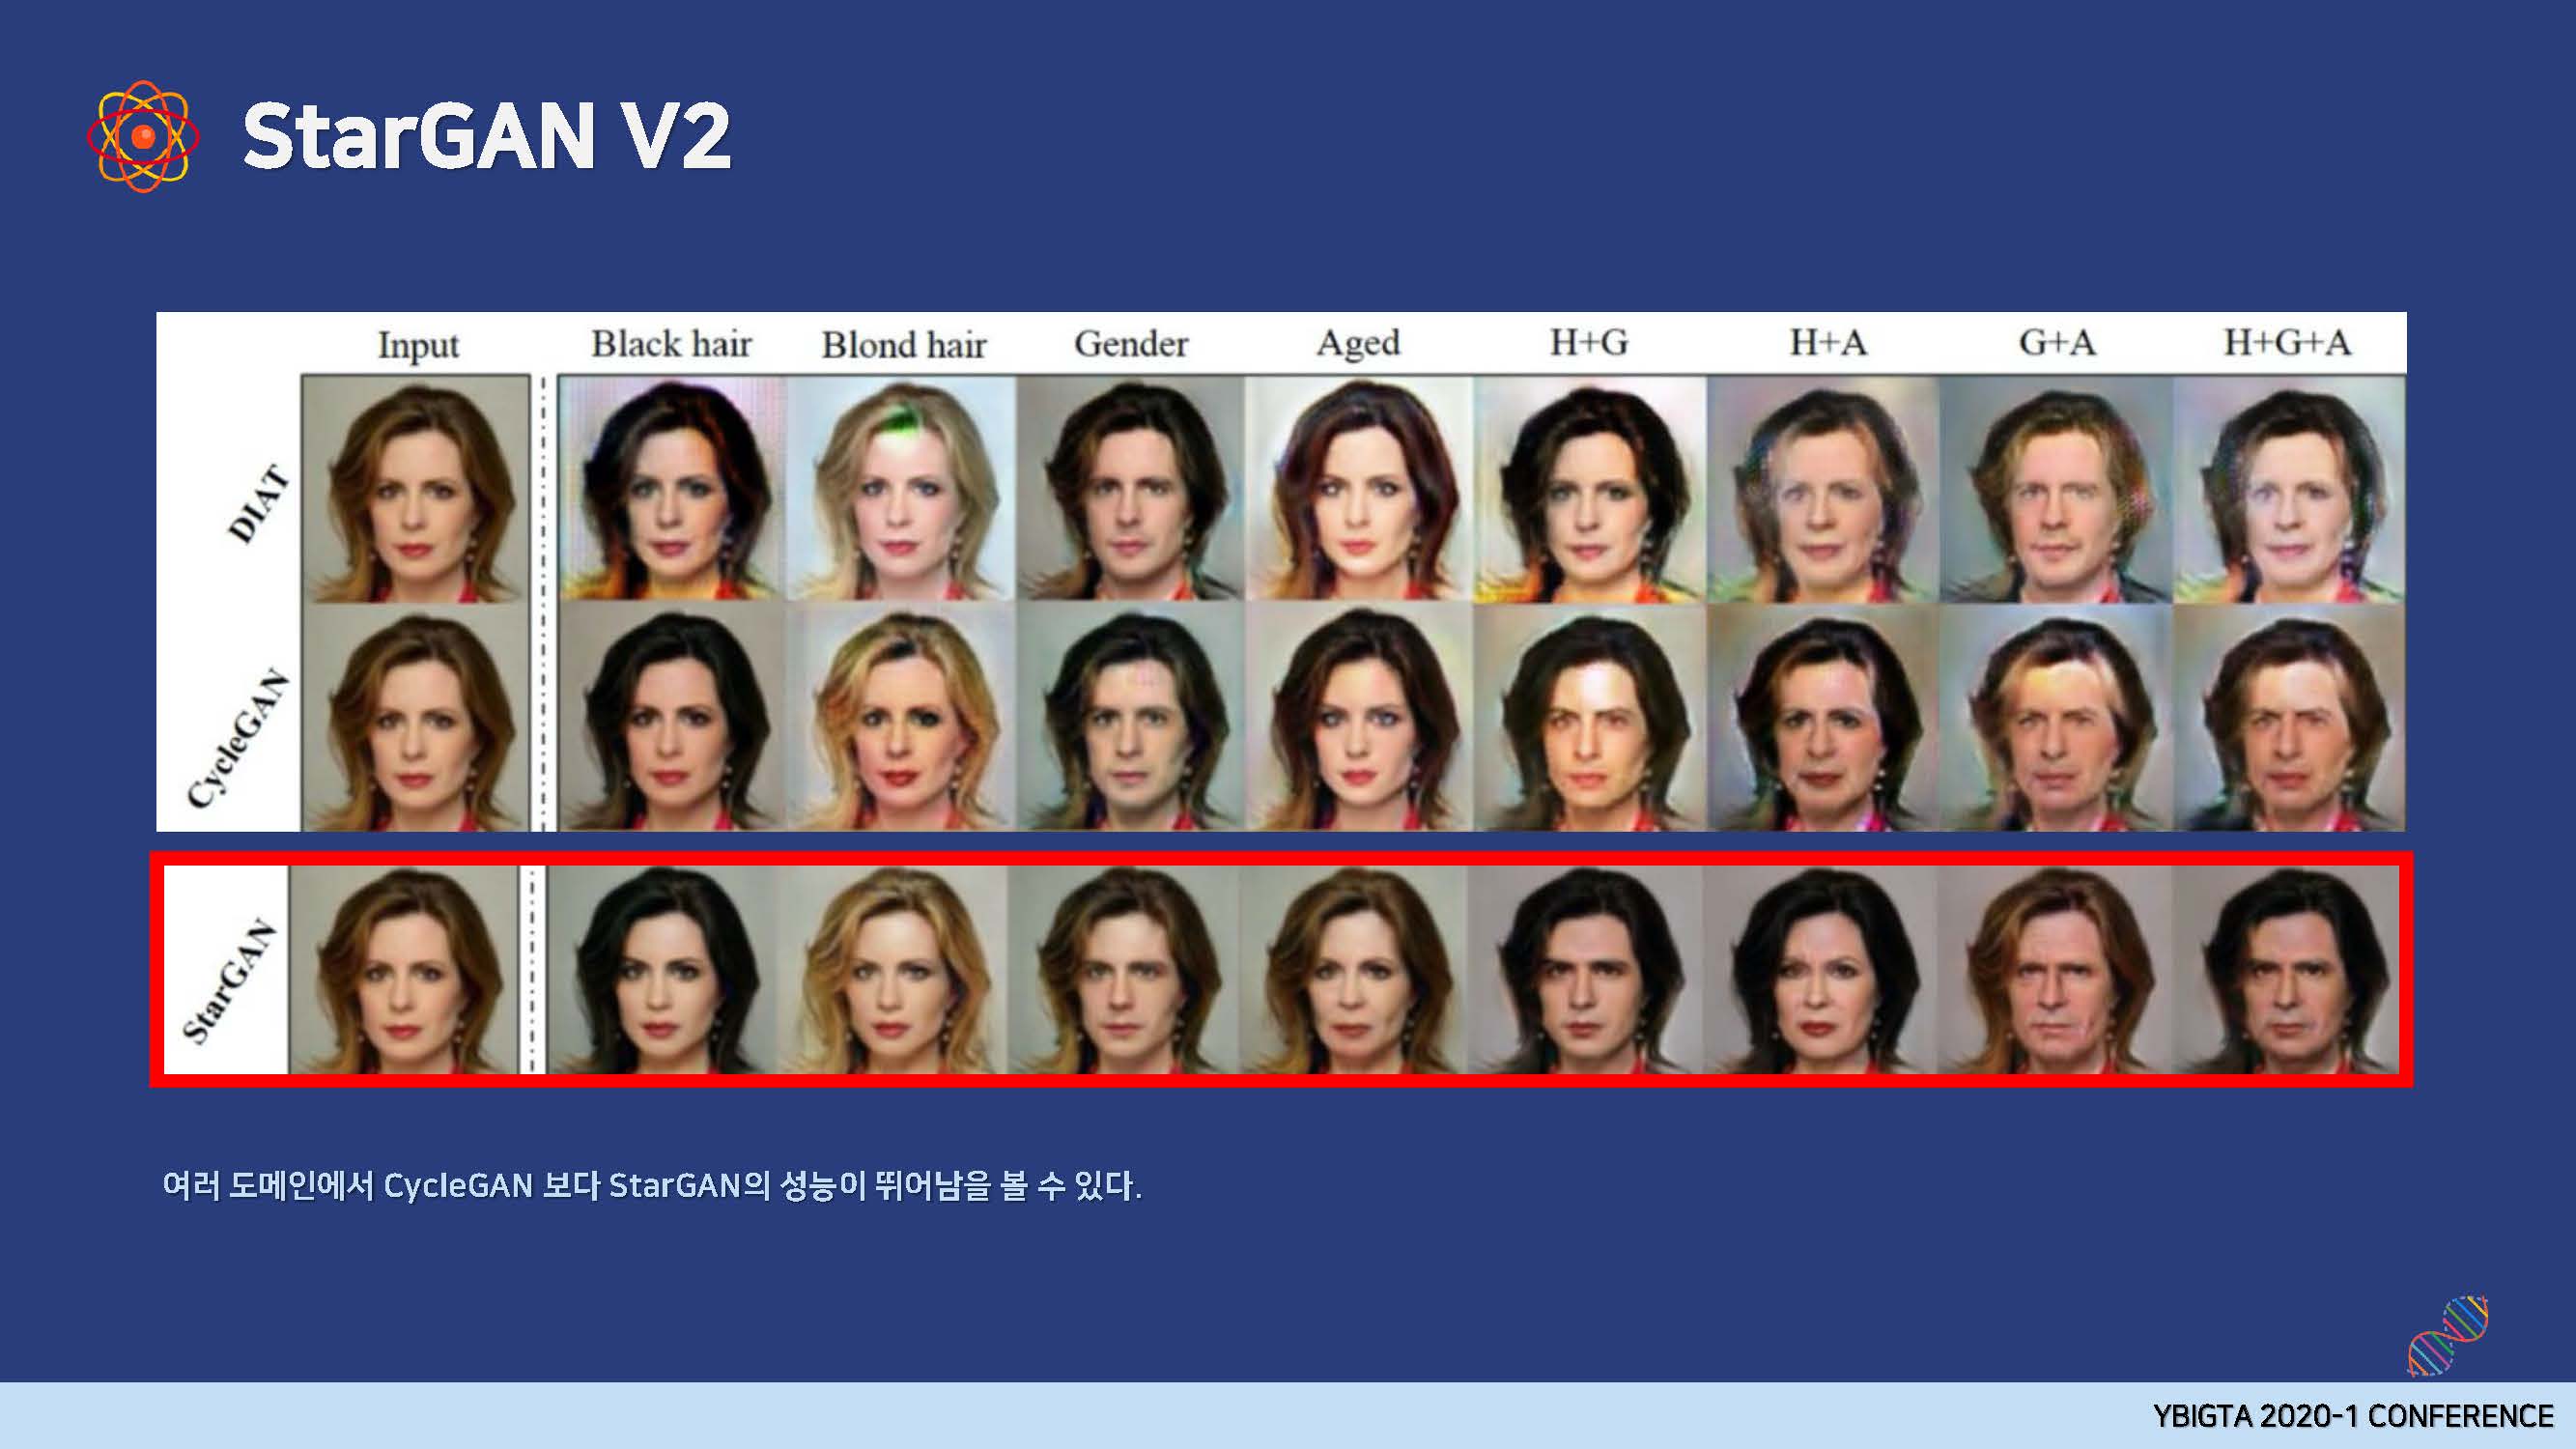 StarGAN V2
Input Black hair Blond hair Gender Aged H+G H+A G+A H+G+A
DIAT
CycleGAN
StarGAN
여러 도메인에서 CycleGAN 보다 StarGAN의 성능이 뛰어남을 볼 수 있다.
YBIGTA 2020-1 CONFERENCE